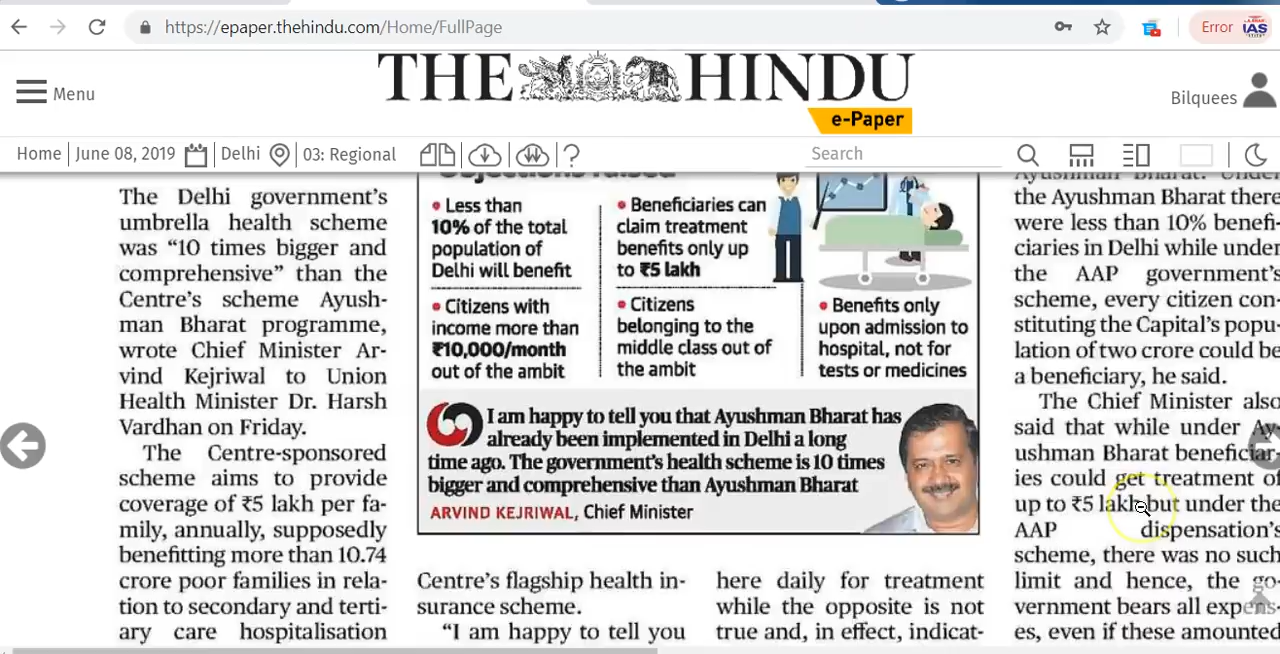 https://epaper.thehindu.com/Home/FullPage
Error
IAS
THE HINDU
e-Paper
Menu
Bilquees
Home | June 08, 2019 | Delhi | 03: Regional
?
Search
The Delhi government's
umbrella health scheme
was “10 times bigger and
comprehensive” than the
Centre's scheme Ayush-
man Bharat programme,
wrote Chief Minister Ar-
vind Kejriwal to Union
Health Minister Dr. Harsh
Vardhan on Friday.
The Centre-sponsored
scheme aims to provide
coverage of ₹5 lakh per fa-
mily, annually, supposedly
benefitting more than 10.74
crore poor families in rela-
tion to secondary and terti-
ary care hospitalisation
Objections raised
• Less than
10% of the total
population of
Delhi will benefit
• Beneficiaries can
claim treatment
benefits only up
to ₹5 lakh
• Citizens with
income more than
₹10,000/month
out of the ambit
• Citizens
belonging to the
middle class out of
the ambit
• Benefits only
upon admission to
hospital, not for
tests or medicines
I am happy to tell you that Ayushman Bharat has
already been implemented in Delhi a long
time ago. The government's health scheme is 10 times
bigger and comprehensive than Ayushman Bharat
ARVIND KEJRIWAL, Chief Minister
Centre's flagship health in-
surance scheme.
“I am happy to tell you
here daily for treatment
while the opposite is not
true and, in effect, indicat-
Ayushman Bharat. Under
the Ayushman Bharat there
were less than 10% benefi-
ciaries in Delhi while under
the AAP government's
scheme, every citizen con-
stituting the Capital's popu-
lation of two crore could be
a beneficiary, he said.
The Chief Minister also
said that while under Ay-
ushman Bharat beneficiar-
ies could get treatment of
up to ₹5 lakh but under the
AAP dispensation's
scheme, there was no such
limit and hence, the go-
vernment bears all expens-
es, even if these amounted